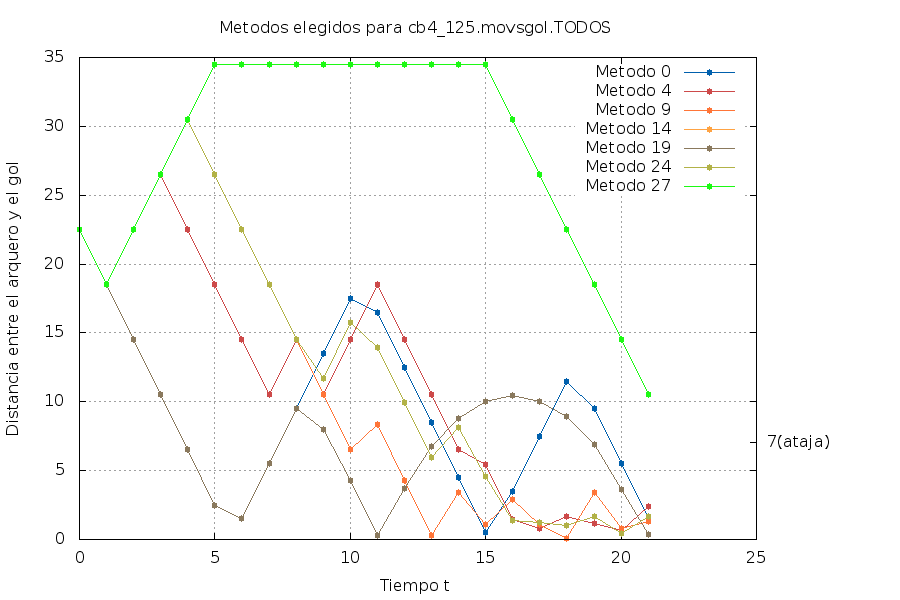 Metodos elegidos para cb4_125.movsgol.TODOS
Distancia entre el arquero y el gol
35
30
25
20
15
10
5
0
Metodo 0
Metodo 4
Metodo 9
Metodo 14
Metodo 19
Metodo 24
Metodo 27
7(ataja)
0 5 10 15 20 25
Tiempo t